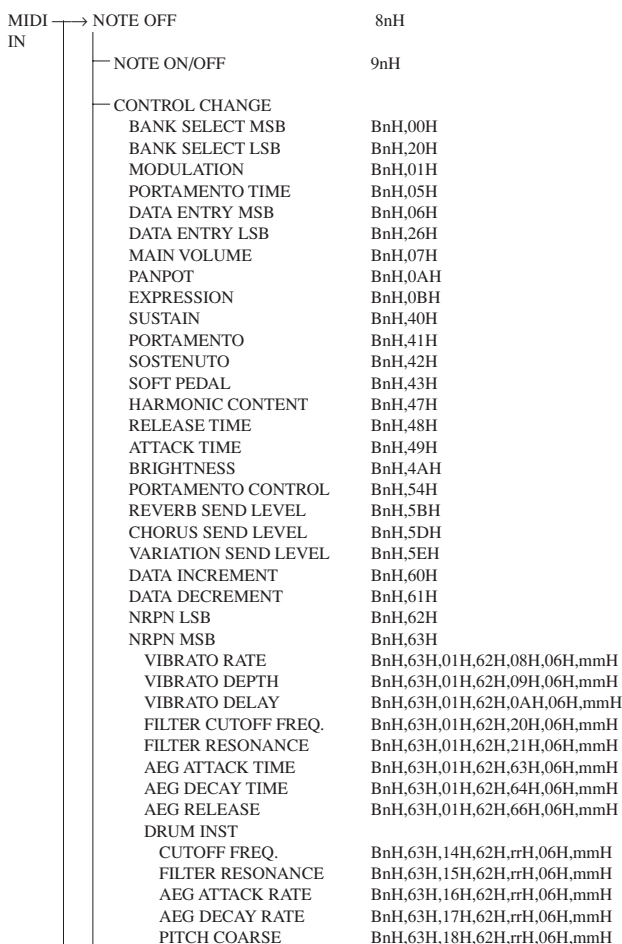 MIDI → NOTE OFF 8nH
IN
NOTE ON/OFF 9nH
CONTROL CHANGE
BANK SELECT MSB BnH,00H
BANK SELECT LSB BnH,20H
MODULATION BnH,01H
PORTAMENTO TIME BnH,05H
DATA ENTRY MSB BnH,06H
DATA ENTRY LSB BnH,26H
MAIN VOLUME BnH,07H
PANPOT BnH,0AH
EXPRESSION BnH,0BH
SUSTAIN BnH,40H
PORTAMENTO BnH,41H
SOSTENUTO BnH,42H
SOFT PEDAL BnH,43H
HARMONIC CONTENT BnH,47H
RELEASE TIME BnH,48H
ATTACK TIME BnH,49H
BRIGHTNESS BnH,4AH
PORTAMENTO CONTROL BnH,54H
REVERB SEND LEVEL BnH,5BH
CHORUS SEND LEVEL BnH,5DH
VARIATION SEND LEVEL BnH,5EH
DATA INCREMENT BnH,60H
DATA DECREMENT BnH,61H
NRPN LSB BnH,62H
NRPN MSB BnH,63H
VIBRATO RATE BnH,63H,01H,62H,08H,06H,mmH
VIBRATO DEPTH BnH,63H,01H,62H,09H,06H,mmH
VIBRATO DELAY BnH,63H,01H,62H,0AH,06H,mmH
FILTER CUTOFF FREQ. BnH,63H,01H,62H,20H,06H,mmH
FILTER RESONANCE BnH,63H,01H,62H,21H,06H,mmH
AEG ATTACK TIME BnH,63H,01H,62H,63H,06H,mmH
AEG DECAY TIME BnH,63H,01H,62H,64H,06H,mmH
AEG RELEASE BnH,63H,01H,62H,66H,06H,mmH
DRUM INST
CUTOFF FREQ. BnH,63H,14H,62H,rrH,06H,mmH
FILTER RESONANCE BnH,63H,15H,62H,rrH,06H,mmH
AEG ATTACK RATE BnH,63H,16H,62H,rrH,06H,mmH
AEG DECAY RATE BnH,63H,17H,62H,rrH,06H,mmH
PITCH COARSE BnH,63H,18H,62H,rrH,06H,mmH